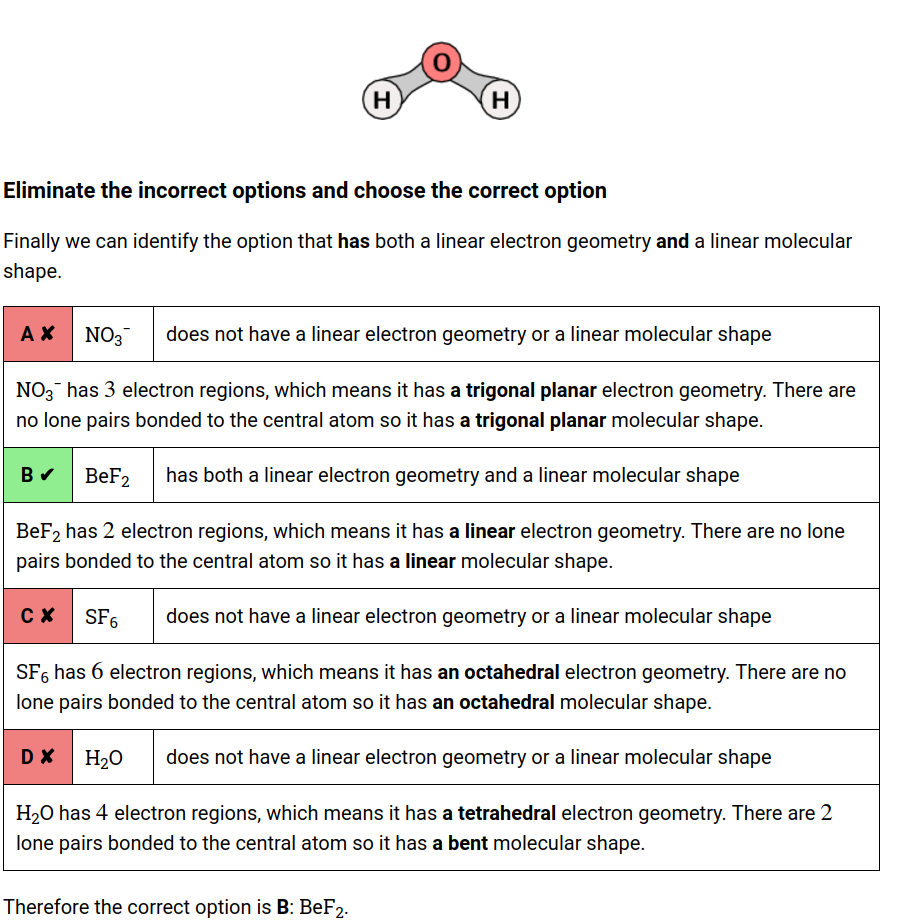 O
H H
Eliminate the incorrect options and choose the correct option
Finally we can identify the option that has both a linear electron geometry and a linear molecular
shape.
A ✘ NO₃⁻ does not have a linear electron geometry or a linear molecular shape
NO₃⁻ has 3 electron regions, which means it has a trigonal planar electron geometry. There are
no lone pairs bonded to the central atom so it has a trigonal planar molecular shape.
B ✔ BeF₂ has both a linear electron geometry and a linear molecular shape
BeF₂ has 2 electron regions, which means it has a linear electron geometry. There are no lone
pairs bonded to the central atom so it has a linear molecular shape.
C ✘ SF₆ does not have a linear electron geometry or a linear molecular shape
SF₆ has 6 electron regions, which means it has an octahedral electron geometry. There are no
lone pairs bonded to the central atom so it has an octahedral molecular shape.
D ✘ H₂O does not have a linear electron geometry or a linear molecular shape
H₂O has 4 electron regions, which means it has a tetrahedral electron geometry. There are 2
lone pairs bonded to the central atom so it has a bent molecular shape.
Therefore the correct option is B: BeF₂.